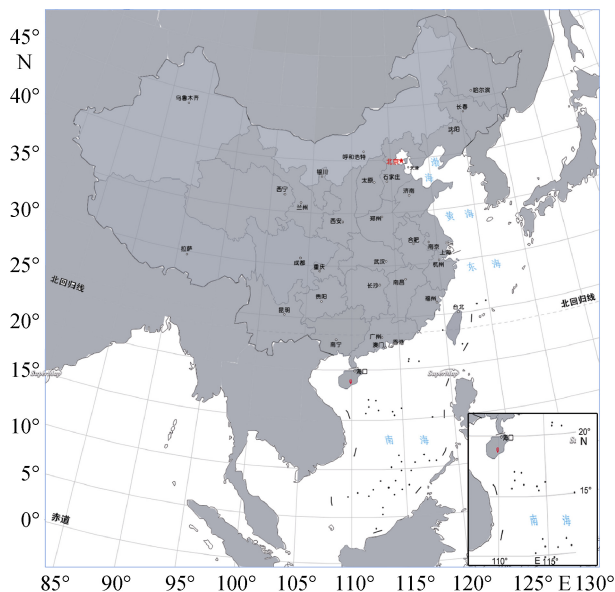 45°
N
40°
35°
30°
25°
20°
15°
10°
5°
0°
乌鲁木齐
哈尔滨
长春
沈阳
呼和浩特
北京
天津
银川
太原
石家庄
渤
海
西宁
济南
兰州
西安
郑州
黄 海
拉萨
合肥
南京
上海
成都
重庆
武汉
杭州
东 海
长沙
南昌
贵阳
福州
台北
昆明
北回归线
北回归线
广州
南宁
澳门
香港
海口
SuperMap
SuperMap
南 海
赤道
海口
20°
N
15°
南 海
110°
E 115°
85°
90°
95°
100°
105°
110°
115°
120°
125°
E 130°